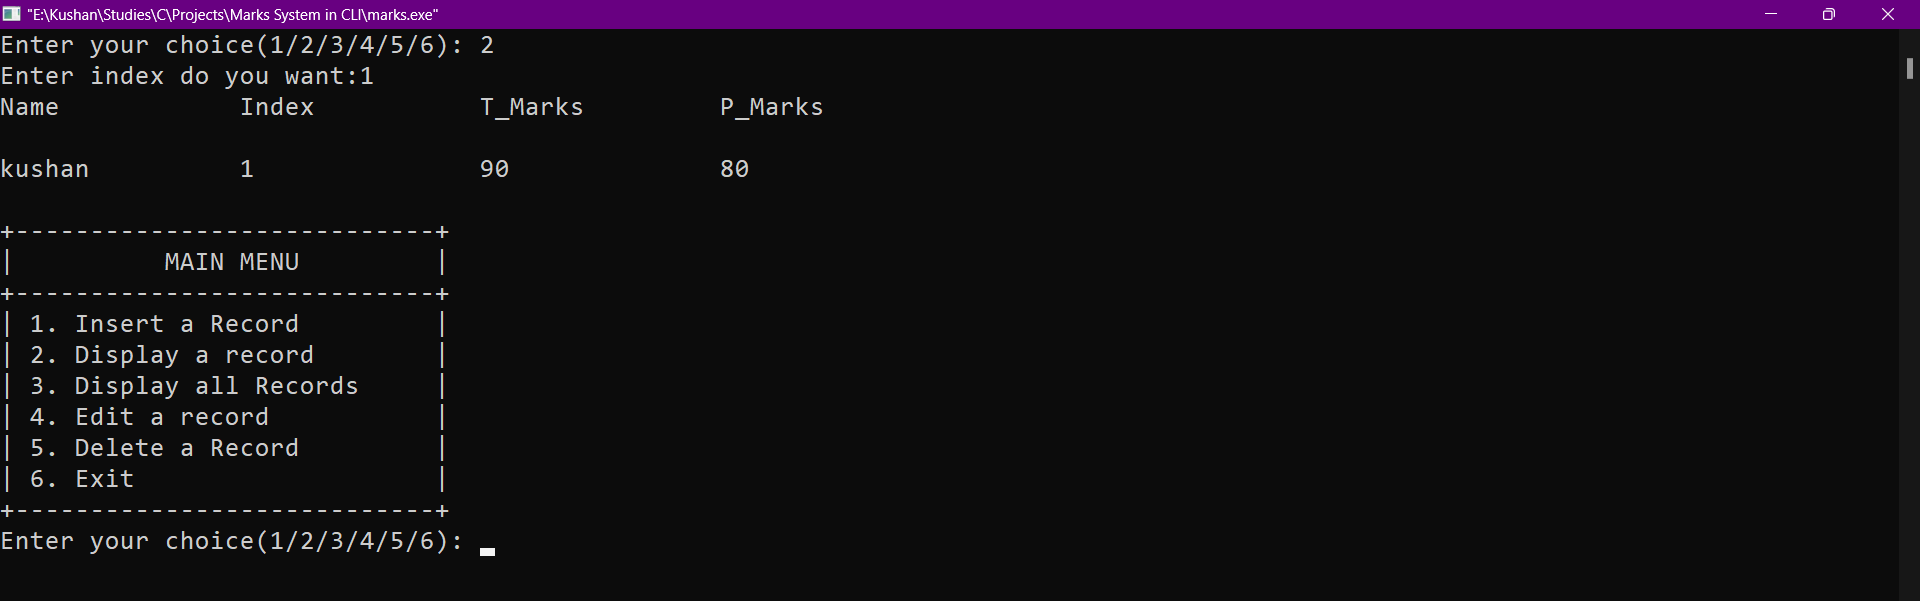 "E:\Kushan\Studies\C\Projects\Marks System in CLI\marks.exe"
Enter your choice(1/2/3/4/5/6): 2
Enter index do you want:1
Name            Index           T_Marks         P_Marks
kushan          1               90              80
+----------------------------+
|          MAIN MENU         |
+----------------------------+
| 1. Insert a Record         |
| 2. Display a record        |
| 3. Display all Records     |
| 4. Edit a record           |
| 5. Delete a Record         |
| 6. Exit                    |
+----------------------------+
Enter your choice(1/2/3/4/5/6):